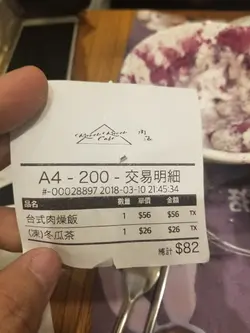 A4 - 200 - 交易明細
#-00028897 2018-03-10 21:45:34
品名 數量 單價 金額
台式肉燥飯 1 $56 $56 TX
(凍)冬瓜茶 1 $26 $26 TX
總計 $82